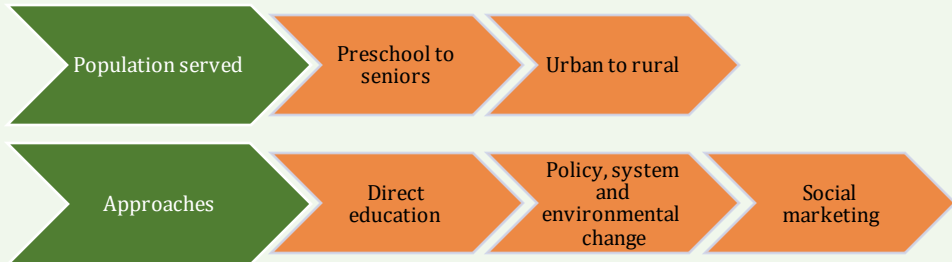 Population served
Preschool to
seniors
Urban to rural
Approaches
Direct
education
Policy, system
and
environmental
change
Social
marketing